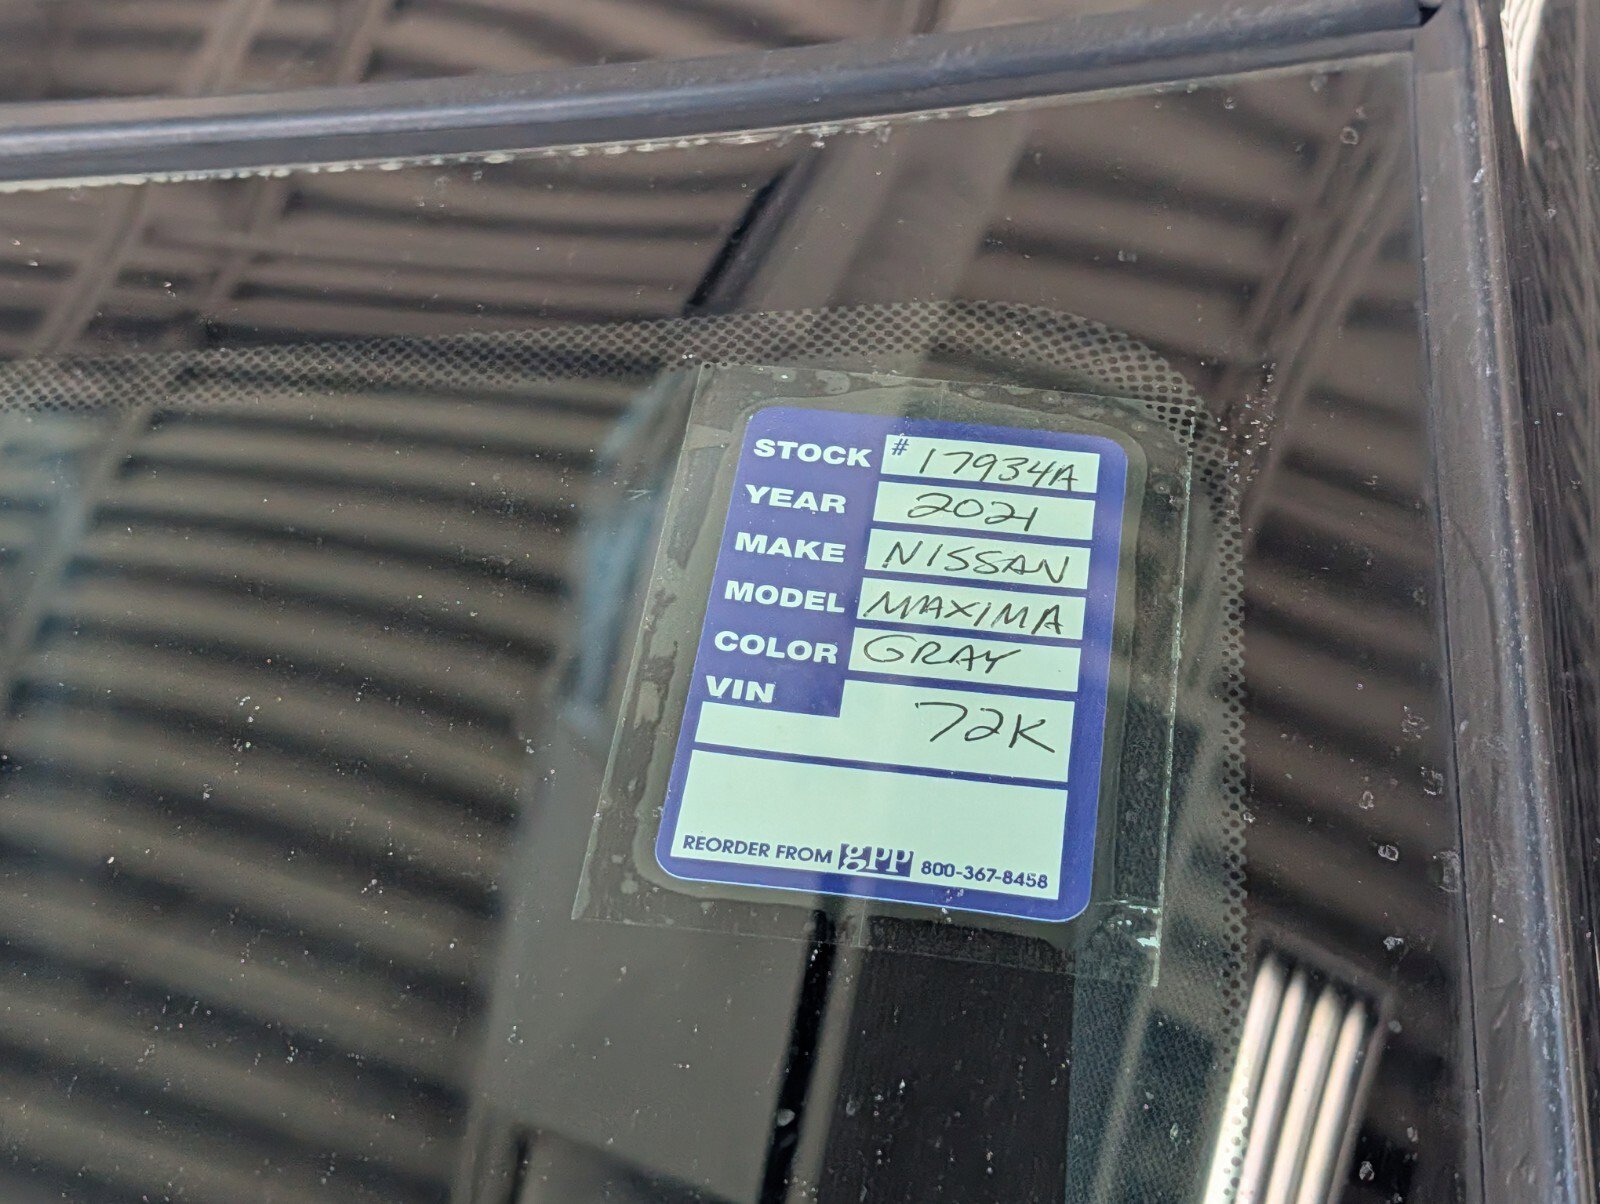 STOCK # 17934A
YEAR 2021
MAKE NISSAN
MODEL MAXIMA
COLOR GRAY
VIN 72K
REORDER FROM gPP 800-367-8458